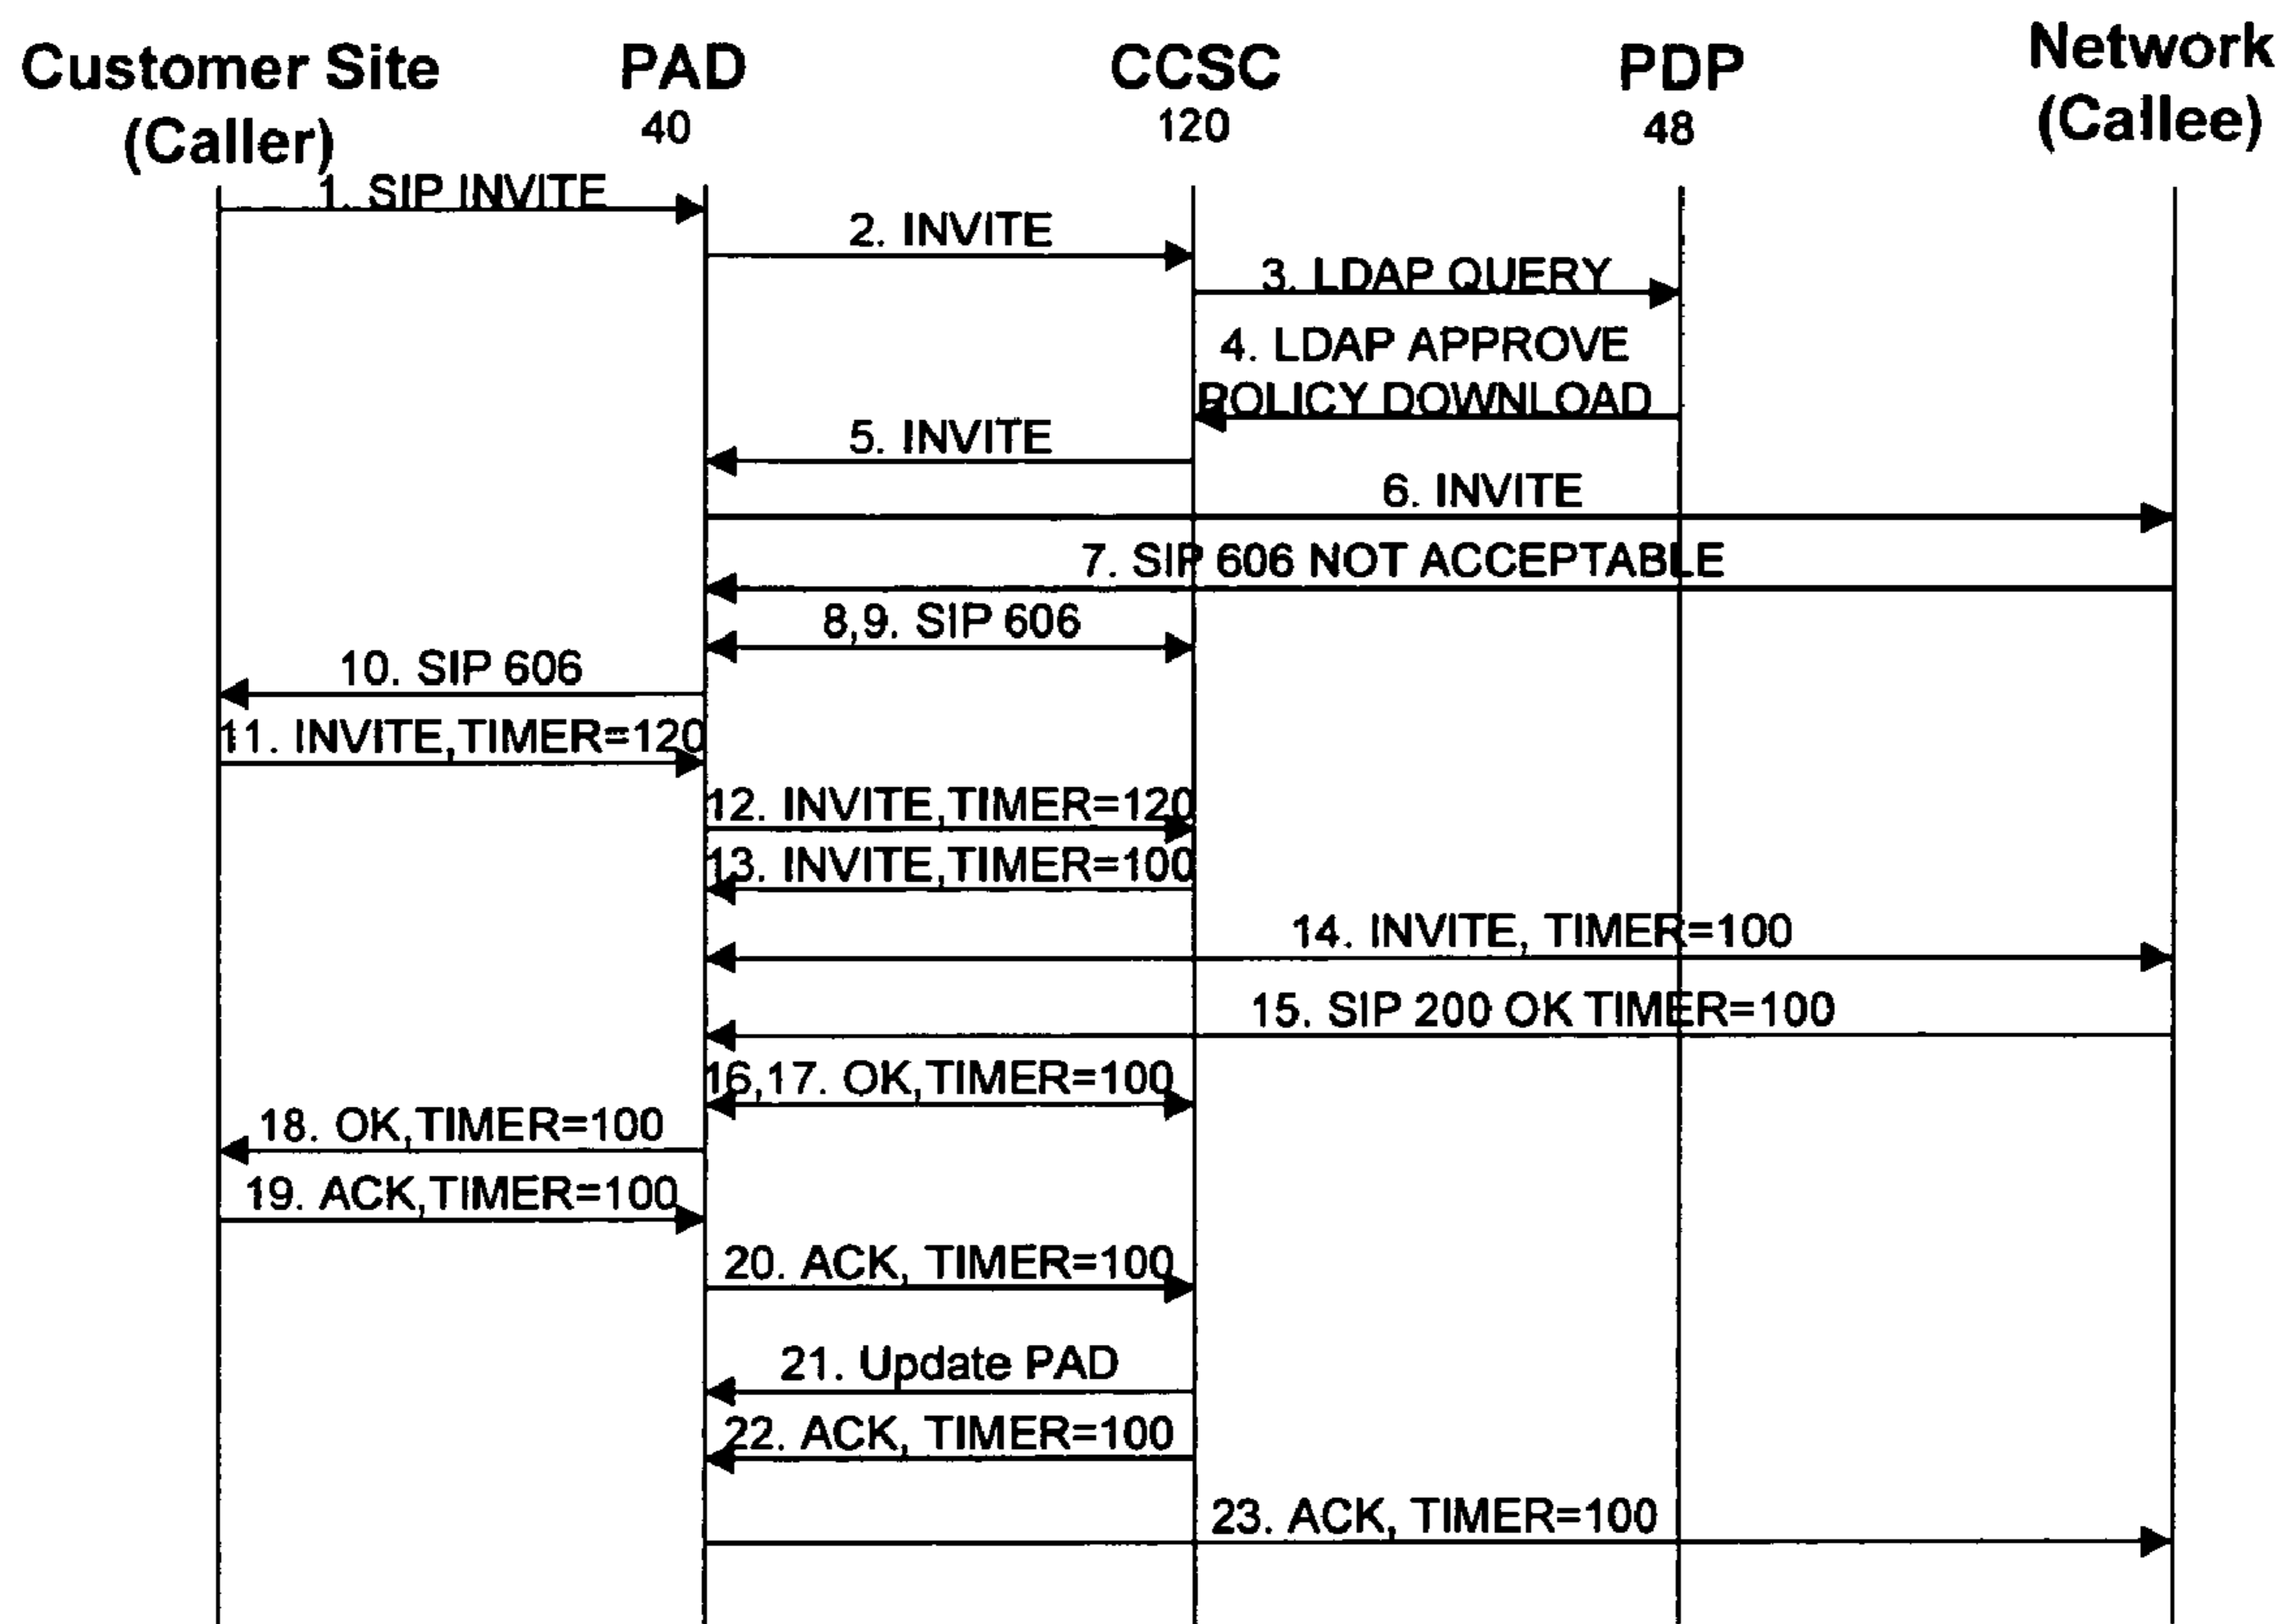 Customer Site
(Caller)
PAD
40
CCSC
120
PDP
48
Network
(Callee)
1. SIP INVITE
2. INVITE
3. LDAP QUERY
4. LDAP APPROVE
POLICY DOWNLOAD
5. INVITE
6. INVITE
7. SIP 606 NOT ACCEPTABLE
8,9. SIP 606
10. SIP 606
11. INVITE,TIMER=120
12. INVITE,TIMER=120
13. INVITE,TIMER=100
14. INVITE, TIMER=100
15. SIP 200 OK TIMER=100
16,17. OK,TIMER=100
18. OK,TIMER=100
19. ACK,TIMER=100
20. ACK, TIMER=100
21. Update PAD
22. ACK, TIMER=100
23. ACK, TIMER=100